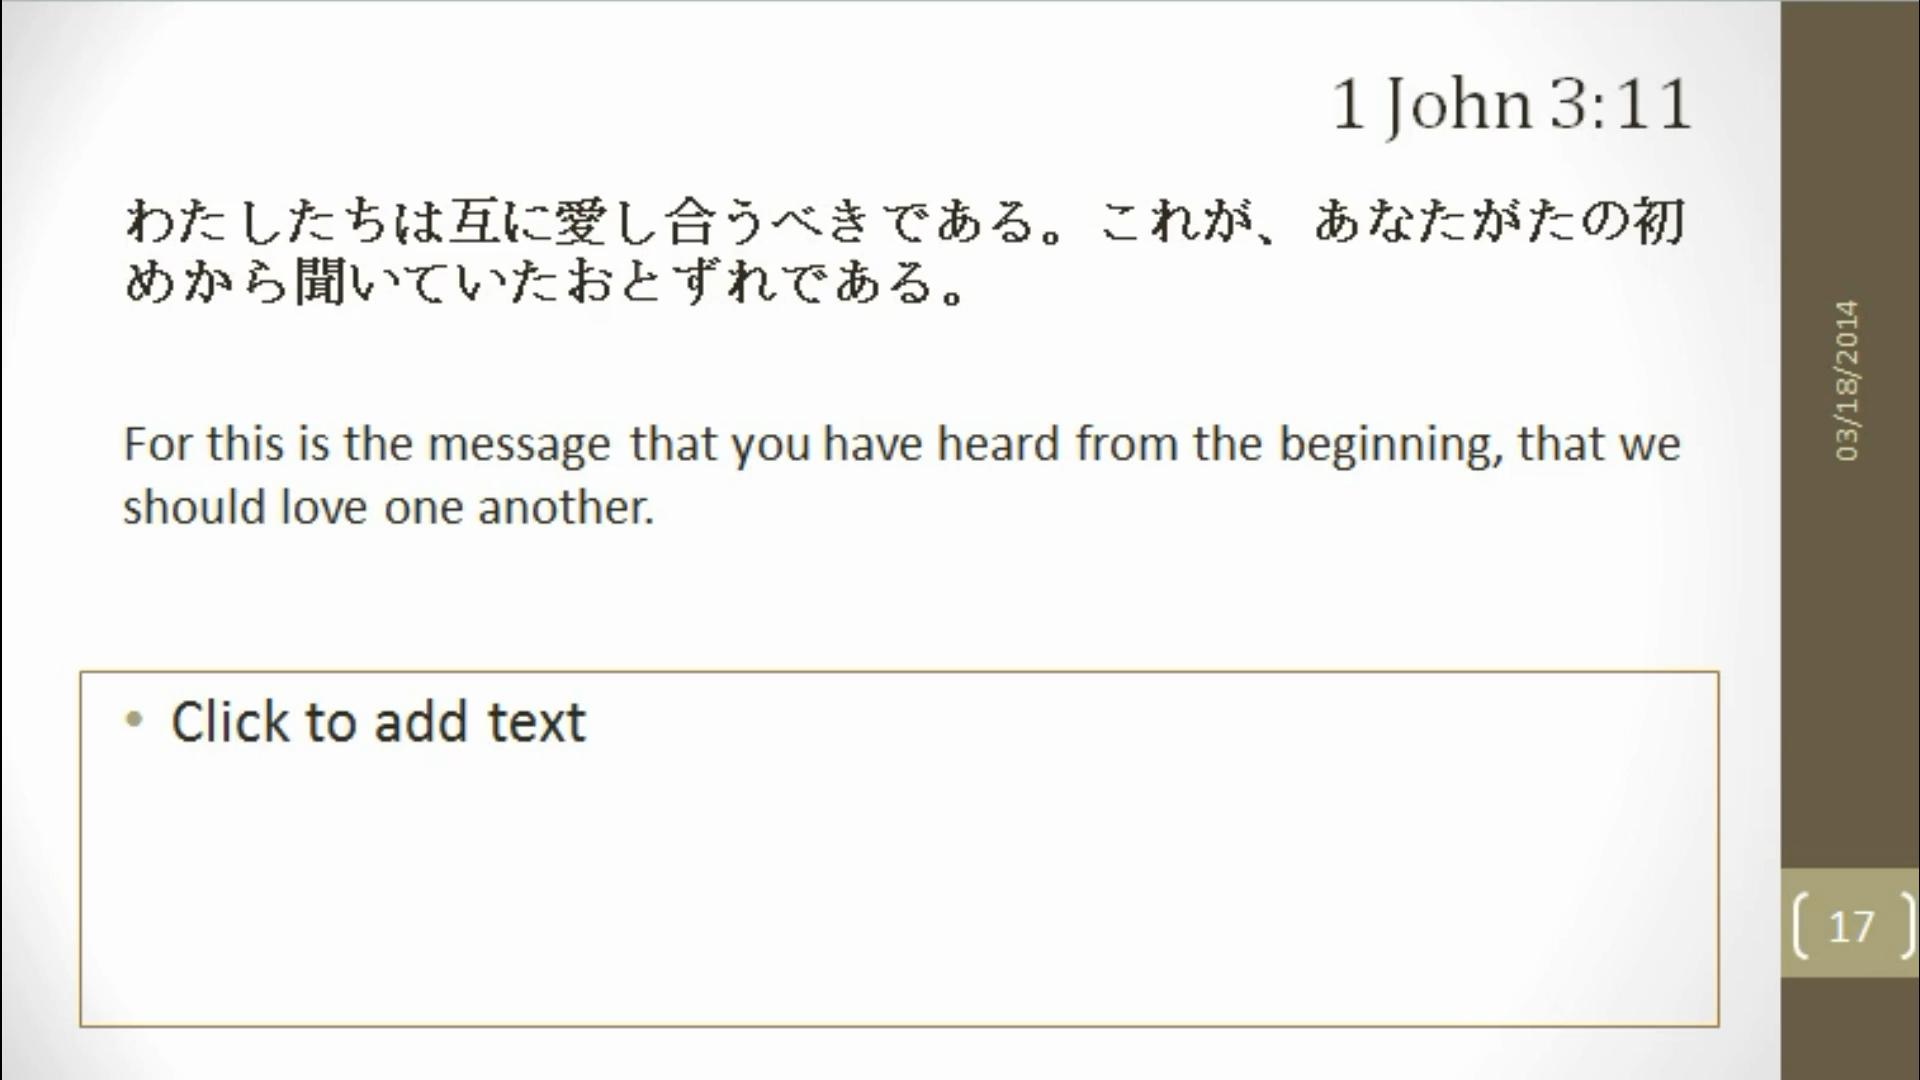 1 John 3:11
わたしたちは互に愛し合うべきである。これが、あなたがたの初
めから聞いていたおとずれである。
For this is the message that you have heard from the beginning, that we
should love one another.
• Click to add text
03/18/2014
17